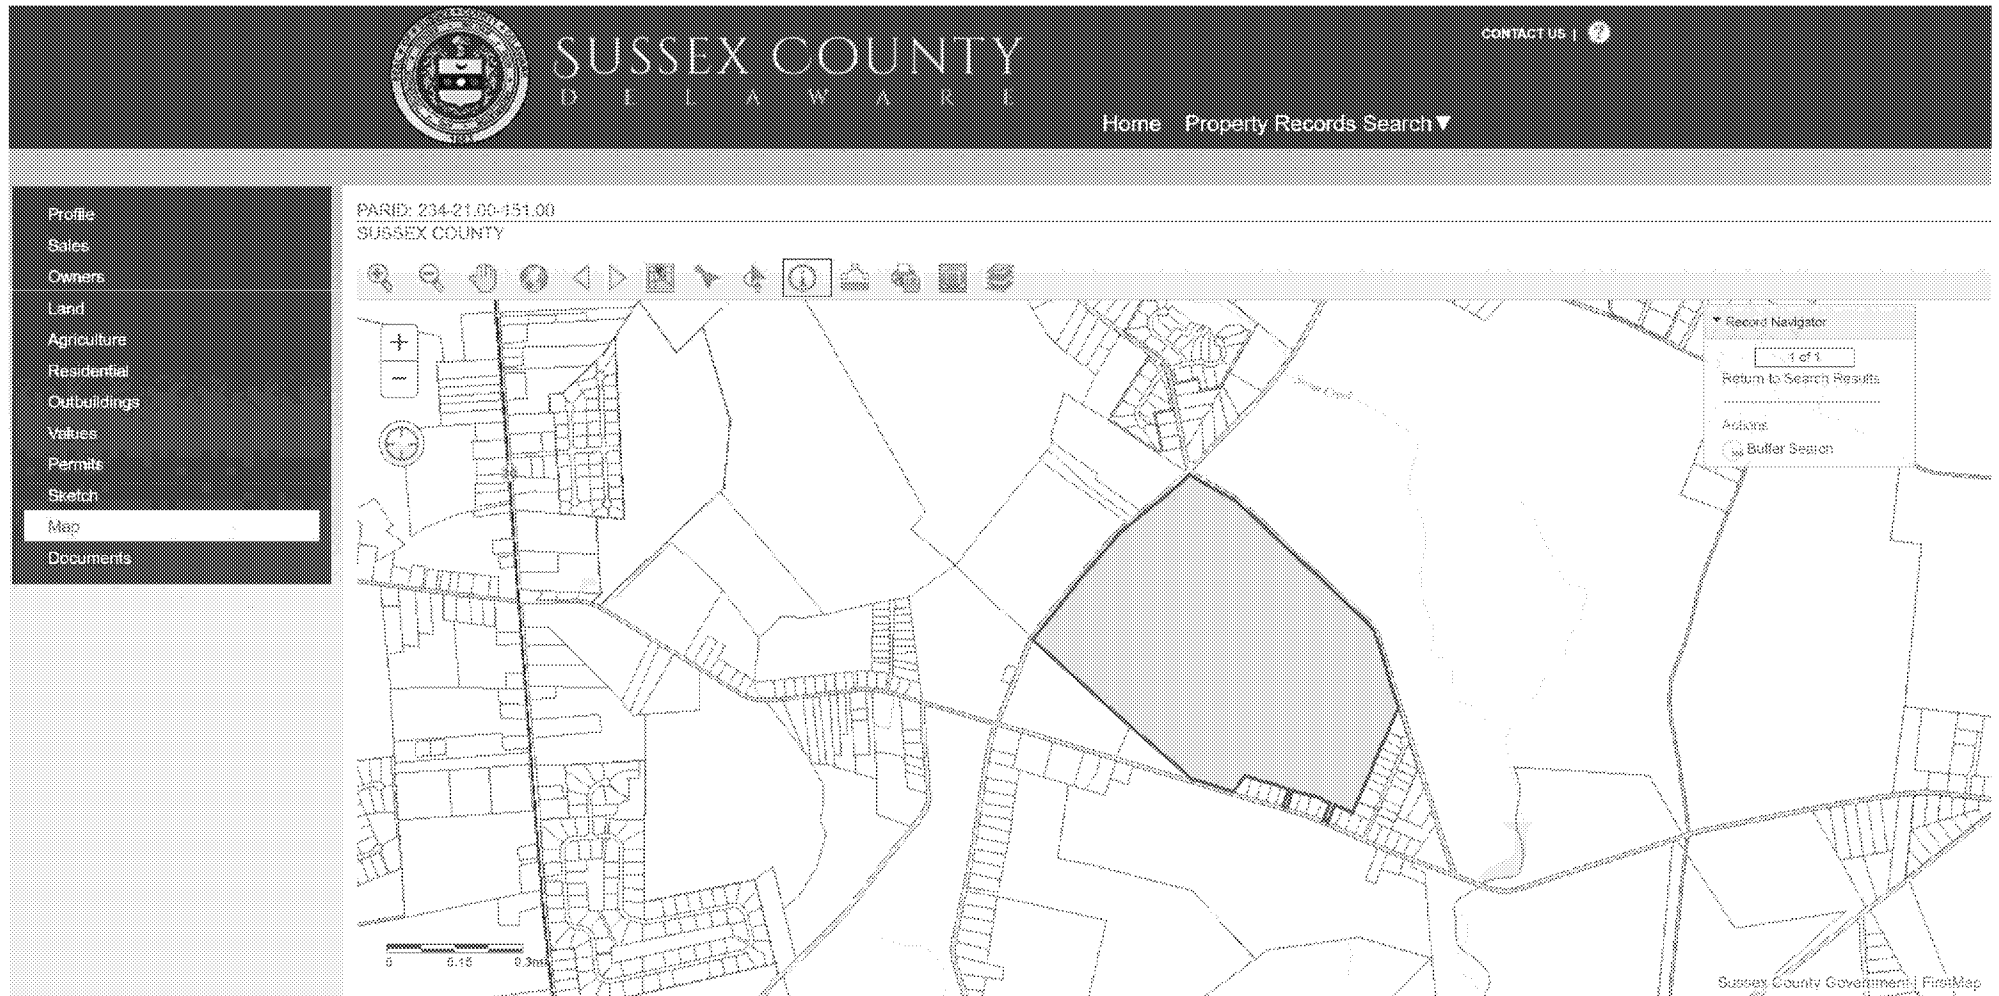 SUSSEX COUNTY
DELAWARE
CONTACT US | ?
Home Property Records Search▼
Profile
Sales
Owners
Land
Agriculture
Residential
Outbuildings
Values
Permits
Sketch
Map
Documents
PARID: 234-21.00-151.00
SUSSEX COUNTY
+
−
Record Navigator
1 of 1
Return to Search Results
Actions
Buffer Search
0 0.15 0.3mi
Sussex County Government | FirstMap